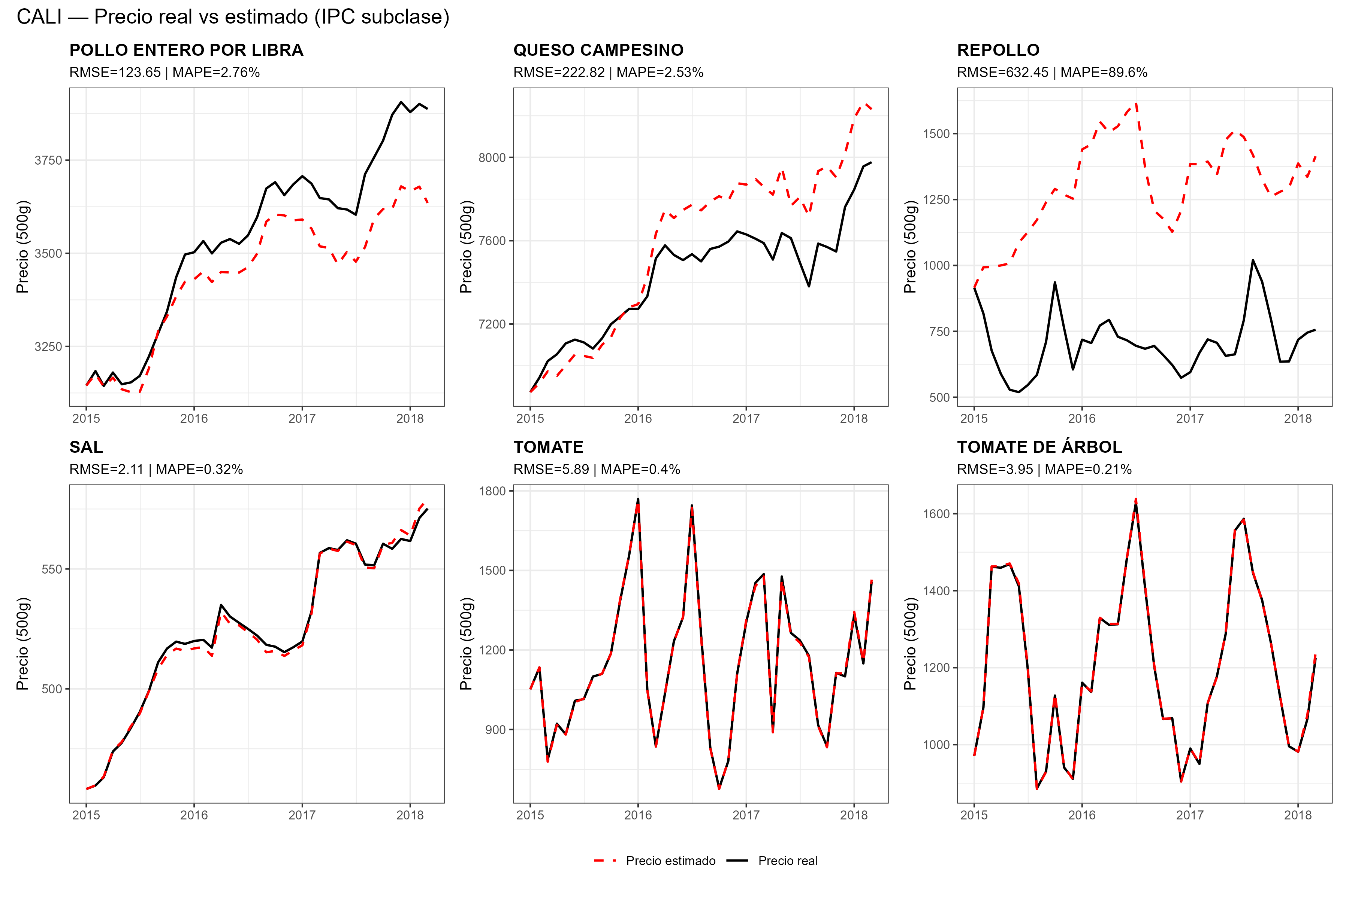 CALI — Precio real vs estimado (IPC subclase)
POLLO ENTERO POR LIBRA
RMSE=123.65 | MAPE=2.76%
Precio (500g)
3750
3500
3250
2015 2016 2017 2018
QUESO CAMPESINO
RMSE=222.82 | MAPE=2.53%
Precio (500g)
8000
7600
7200
2015 2016 2017 2018
REPOLLO
RMSE=632.45 | MAPE=89.6%
Precio (500g)
1500
1250
1000
750
500
2015 2016 2017 2018
SAL
RMSE=2.11 | MAPE=0.32%
Precio (500g)
550
500
2015 2016 2017 2018
TOMATE
RMSE=5.89 | MAPE=0.4%
Precio (500g)
1800
1500
1200
900
2015 2016 2017 2018
TOMATE DE ÁRBOL
RMSE=3.95 | MAPE=0.21%
Precio (500g)
1600
1400
1200
1000
2015 2016 2017 2018
Precio estimado Precio real